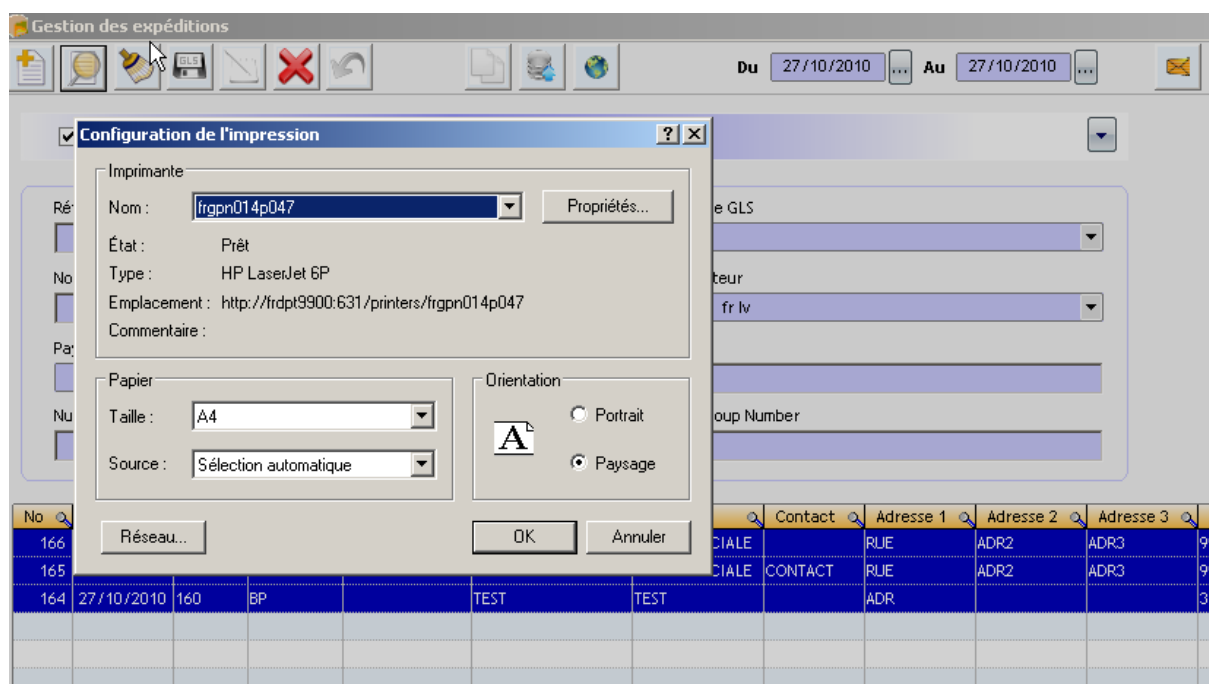 Gestion des expéditions
GLS
Du 27/10/2010 ... Au 27/10/2010 ...
Configuration de l'impression ? X
Imprimante
Nom : frgpn014p047 Propriétés...
e GLS
État : Prêt
Type : HP LaserJet 6P
teur
Emplacement : http://frdpt9900:631/printers/frgpn014p047
fr lv
Commentaire :
Papier Orientation
Taille : A4 Portrait
oup Number
A
Source : Sélection automatique Paysage
No Contact Adresse 1 Adresse 2 Adresse 3
Réseau... OK Annuler
166 CIALE RUE ADR2 ADR3 9
165 CIALE CONTACT RUE ADR2 ADR3 9
164 27/10/2010 160 BP TEST TEST ADR 3